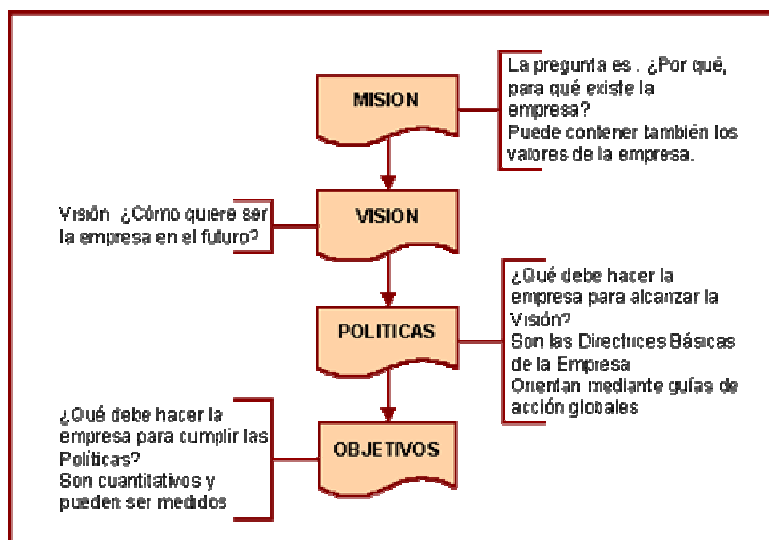 MISION
La pregunta es . ¿Por qué,
para qué existe la
empresa?
Puede contener también los
valores de la empresa.
VISION
Visión ¿Cómo quiere ser
la empresa en el futuro?
POLITICAS
¿Qué debe hacer la
empresa para alcanzar la
Visión?
Son las Directrices Básicas
de la Empresa
Orientan mediante guías de
acción globales
OBJETIVOS
¿Qué debe hacer la
empresa para cumplir las
Políticas?
Son cuantitativos y
pueden ser medidos